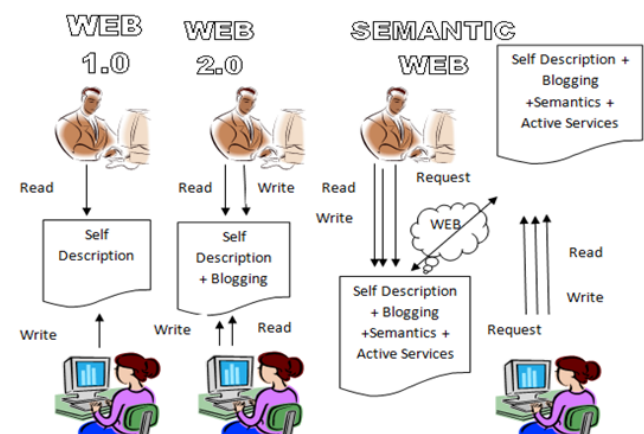 WEB
1.0
Read
Self
Description
Write
WEB
2.0
Read
Write
Self
Description
+ Blogging
Write
Read
SEMANTIC
WEB
Read
Write
Request
WEB
Self Description
+ Blogging
+Semantics +
Active Services
Self Description +
Blogging
+Semantics +
Active Services
Read
Write
Request